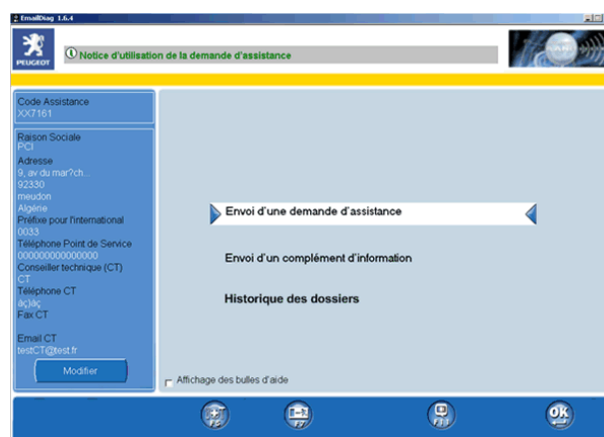 EmailDiag 1.6.4
PEUGEOT
Notice d'utilisation de la demande d'assistance
Code Assistance
XX7161
Raison Sociale
PCI
Adresse
9, av du mar?ch...
92330
meudon
Algérie
Préfixe pour l'international
0033
Téléphone Point de Service
000000000000000
Conseiller technique (CT)
CT
Téléphone CT
àç)àç
Fax CT
Email CT
testCT@test.fr
Modifier
Envoi d'une demande d'assistance
Envoi d'un complément d'information
Historique des dossiers
Affichage des bulles d'aide
OK